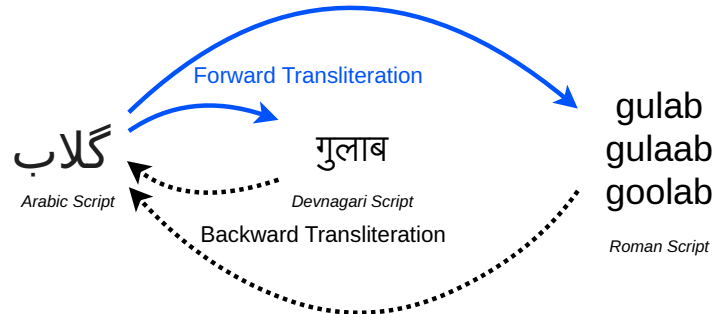 Forward Transliteration
گلاب
Arabic Script
गुलाब
Devnagari Script
Backward Transliteration
gulab
gulaab
goolab
Roman Script